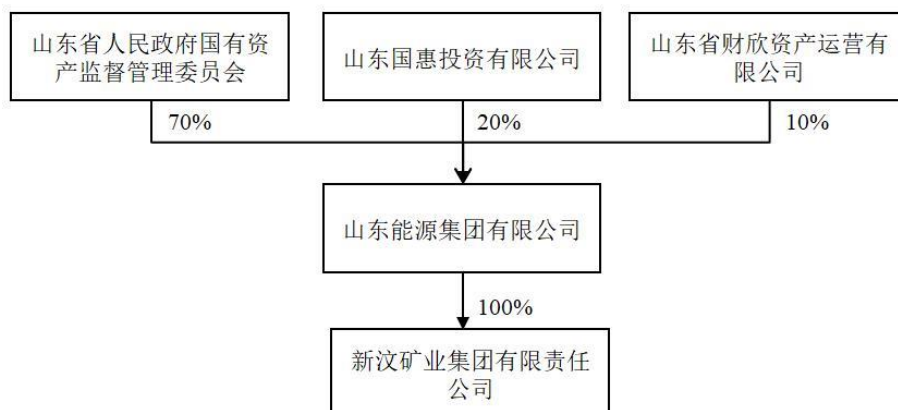 山东省人民政府国有资
产监督管理委员会
山东国惠投资有限公司
山东省财欣资产运营有
限公司
70%
20%
10%
山东能源集团有限公司
100%
新汶矿业集团有限责任
公司